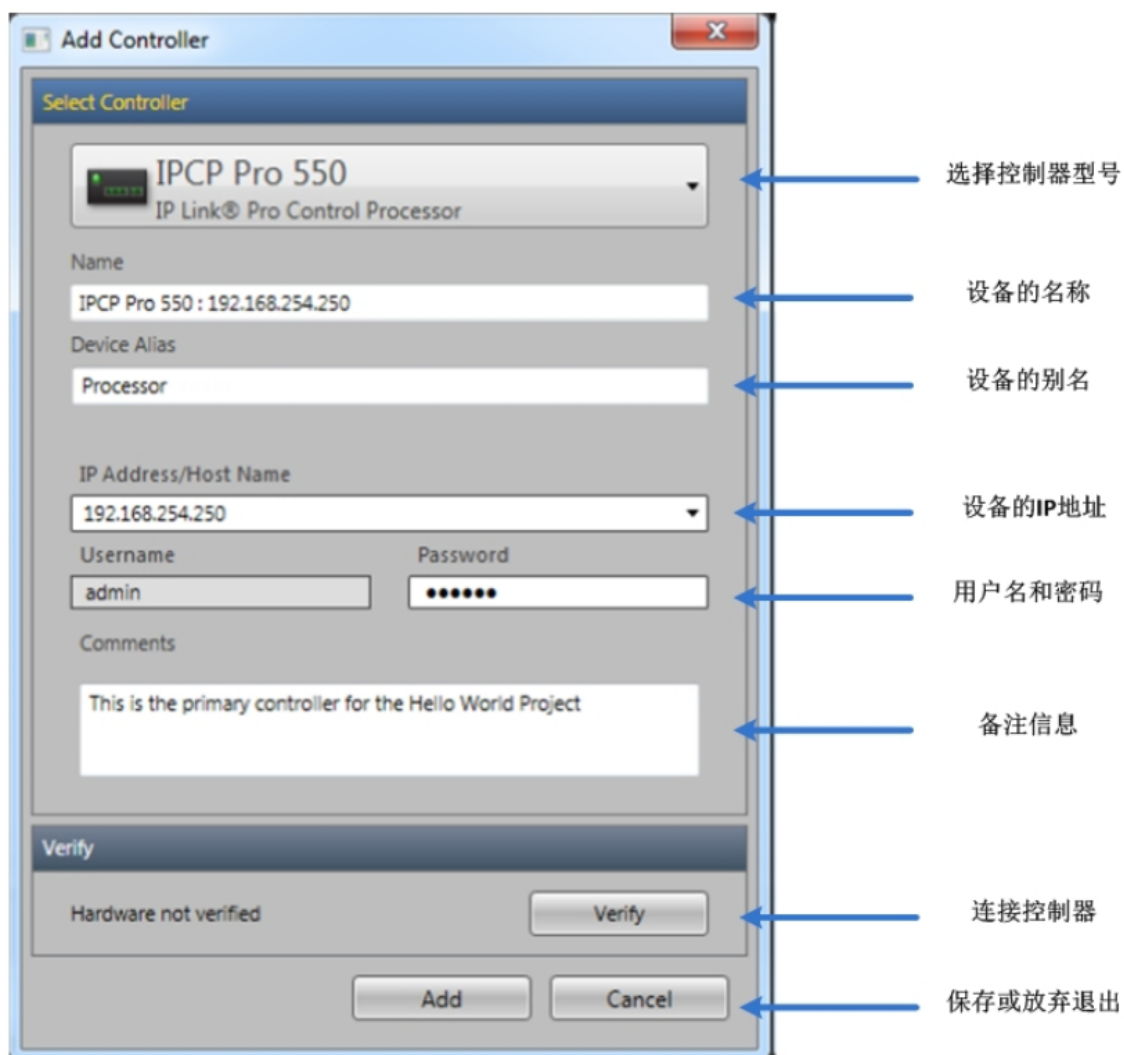 Add Controller
Select Controller
IPCP Pro 550
IP Link® Pro Control Processor
选择控制器型号
Name
IPCP Pro 550 : 192.168.254.250
设备的名称
Device Alias
Processor
设备的别名
IP Address/Host Name
192.168.254.250
设备的IP地址
Username Password
admin ●●●●●●
用户名和密码
Comments
This is the primary controller for the Hello World Project
备注信息
Verify
Hardware not verified Verify
连接控制器
Add Cancel
保存或放弃退出